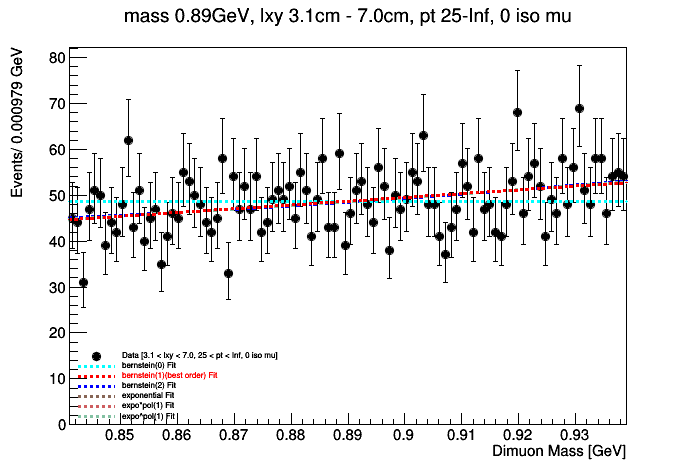 mass 0.89GeV, lxy 3.1cm - 7.0cm, pt 25-Inf, 0 iso mu
Events/ 0.000979 GeV
80
70
60
50
40
30
20
10
0
Data [3.1 < lxy < 7.0, 25 < pt < Inf, 0 iso mu]
bernstein(0) Fit
bernstein(1)(best order) Fit
bernstein(2) Fit
exponential Fit
expo*pol(1) Fit
expo^pol(1) Fit
0.85 0.86 0.87 0.88 0.89 0.9 0.91 0.92 0.93
Dimuon Mass [GeV]